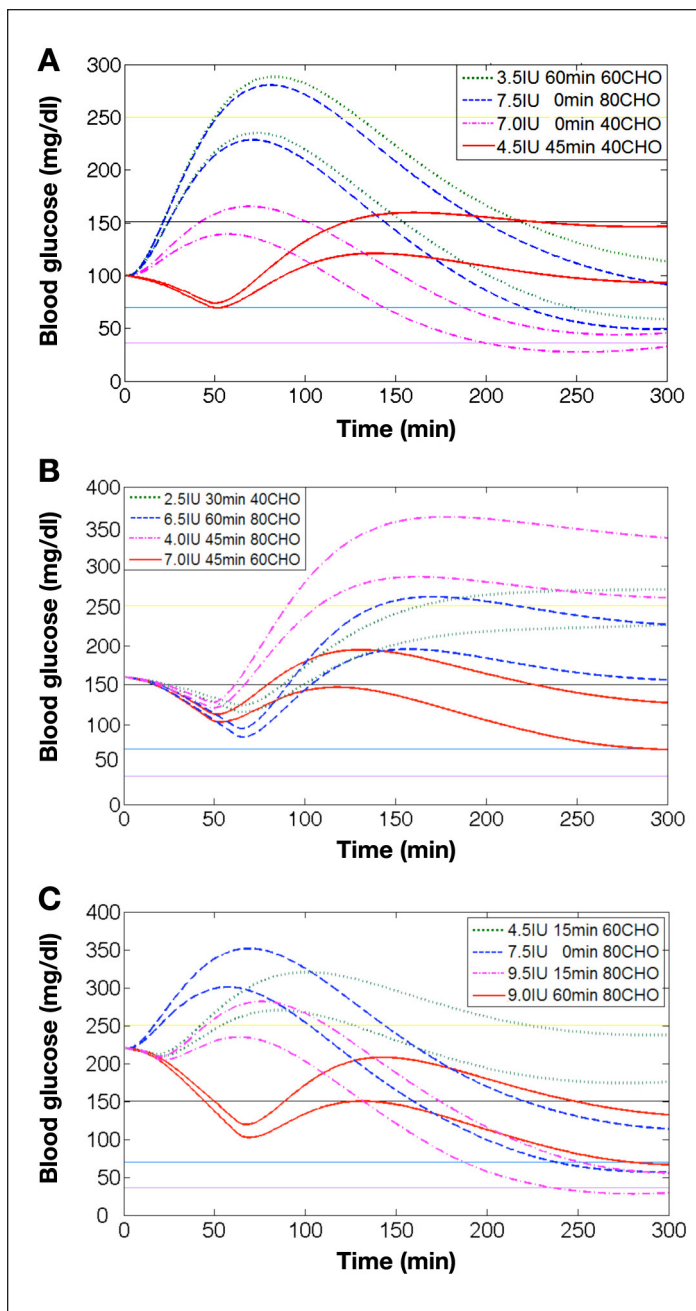 A
300
250
200
150
100
50
0
Blood glucose (mg/dl)
3.5IU 60min 60CHO
7.5IU 0min 80CHO
7.0IU 0min 40CHO
4.5IU 45min 40CHO
0 50 100 150 200 250 300
Time (min)
B
400
350
300
250
200
150
100
50
0
Blood glucose (mg/dl)
2.5IU 30min 40CHO
6.5IU 60min 80CHO
4.0IU 45min 80CHO
7.0IU 45min 60CHO
0 50 100 150 200 250 300
Time (min)
C
400
350
300
250
200
150
100
50
0
Blood glucose (mg/dl)
4.5IU 15min 60CHO
7.5IU 0min 80CHO
9.5IU 15min 80CHO
9.0IU 60min 80CHO
0 50 100 150 200 250 300
Time (min)